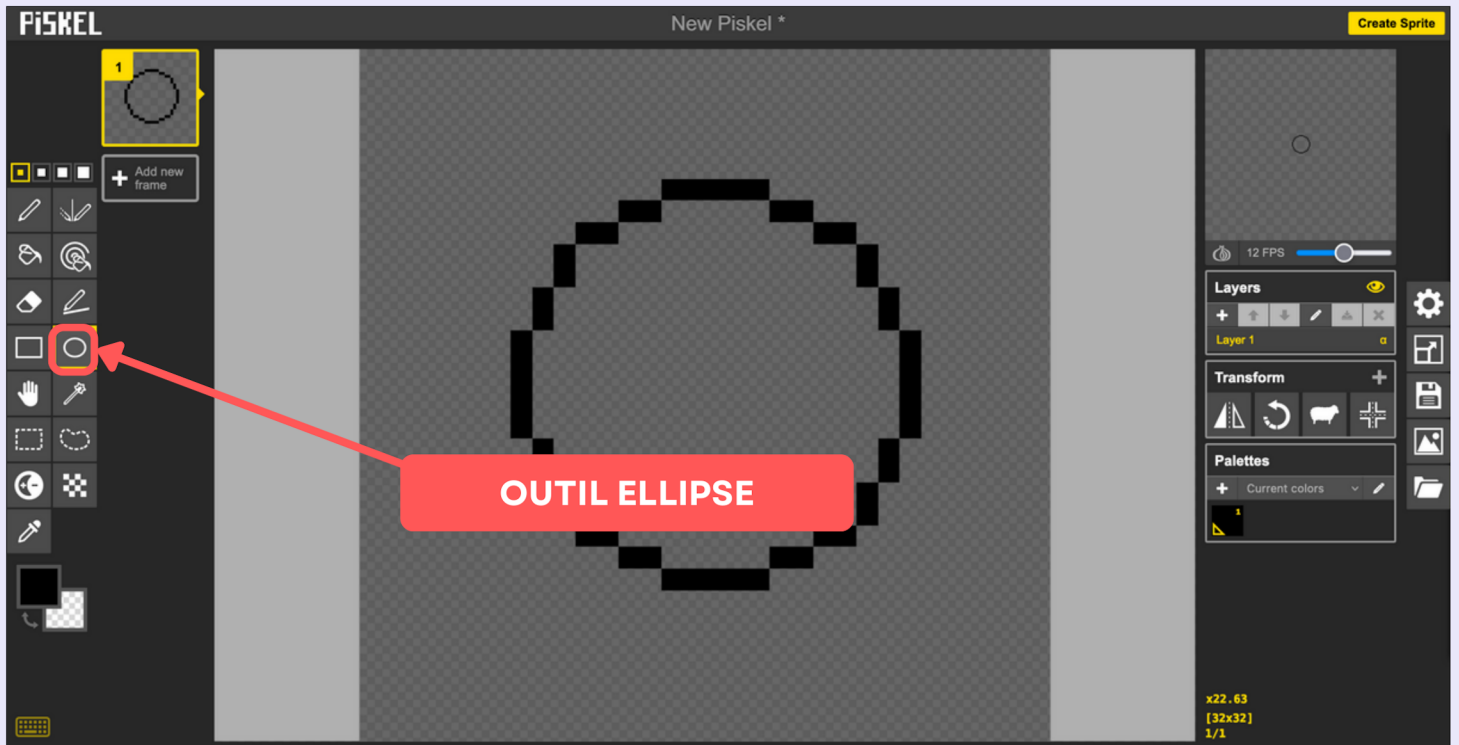 PiSKEL
New Piskel *
Create Sprite
1
Add new
frame
12 FPS
Layers
Layer 1
α
Transform
OUTIL ELLIPSE
Palettes
Current colors
1
x22.63
[32x32]
1/1